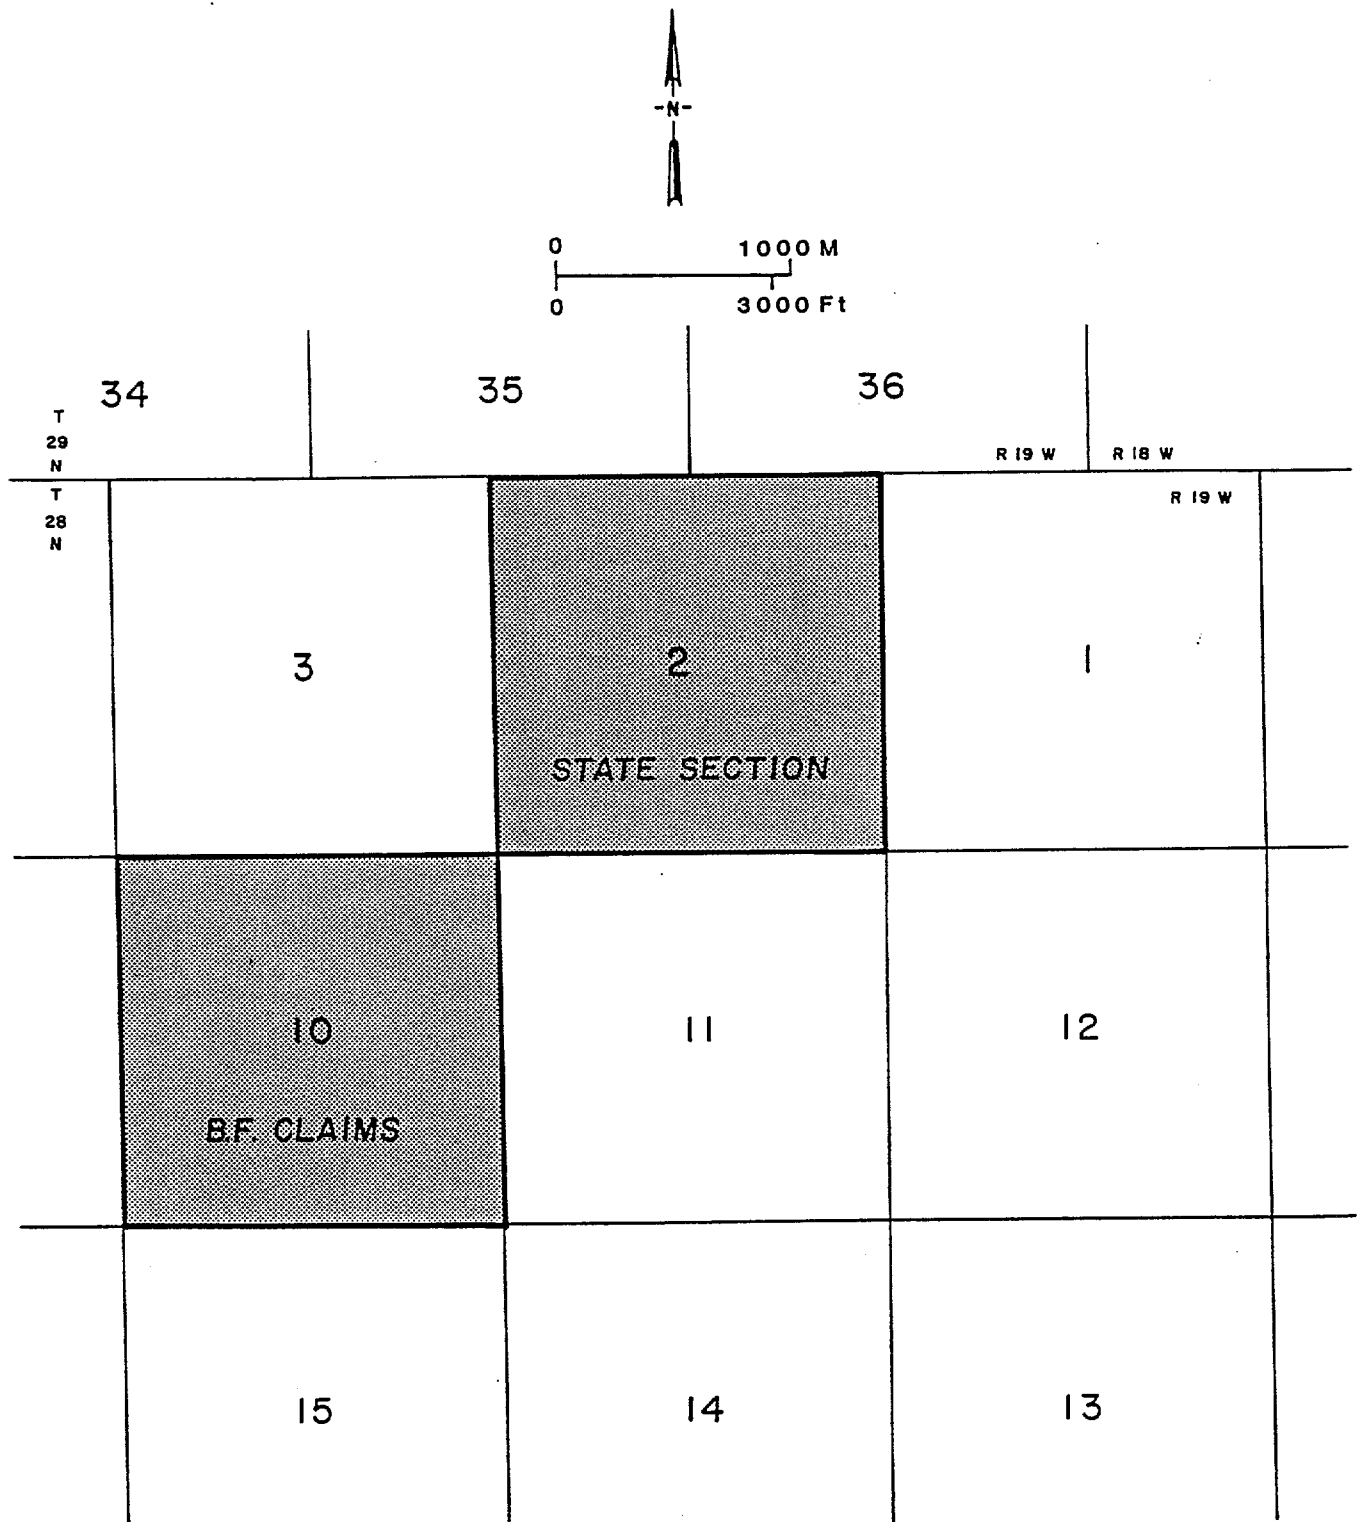 -N-
0 1000 M
0 3000 Ft
34 35 36
T
29
N
R 19 W R 18 W
T
28
N
R 19 W
3 2 1
STATE SECTION
10 11 12
B.F. CLAIMS
15 14 13